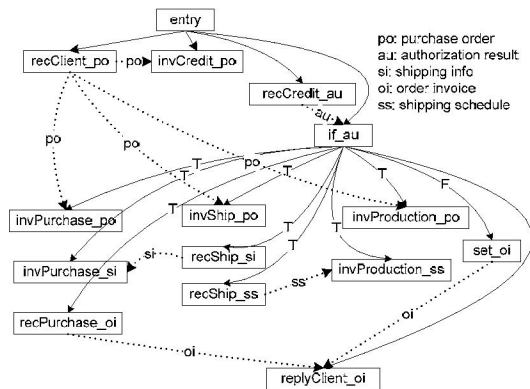 entry
po: purchase order
au: authorization result
si: shipping info
oi: order invoice
ss: shipping schedule
recClient_po
po
invCredit_po
recCredit_au
au
if_au
po
po
po
T
T
T
T
T
F
invPurchase_po
invShip_po
invProduction_po
T
T
T
set_oi
invPurchase_si
si
recShip_si
invProduction_ss
recShip_ss
ss
recPurchase_oi
oi
oi
replyClient_oi